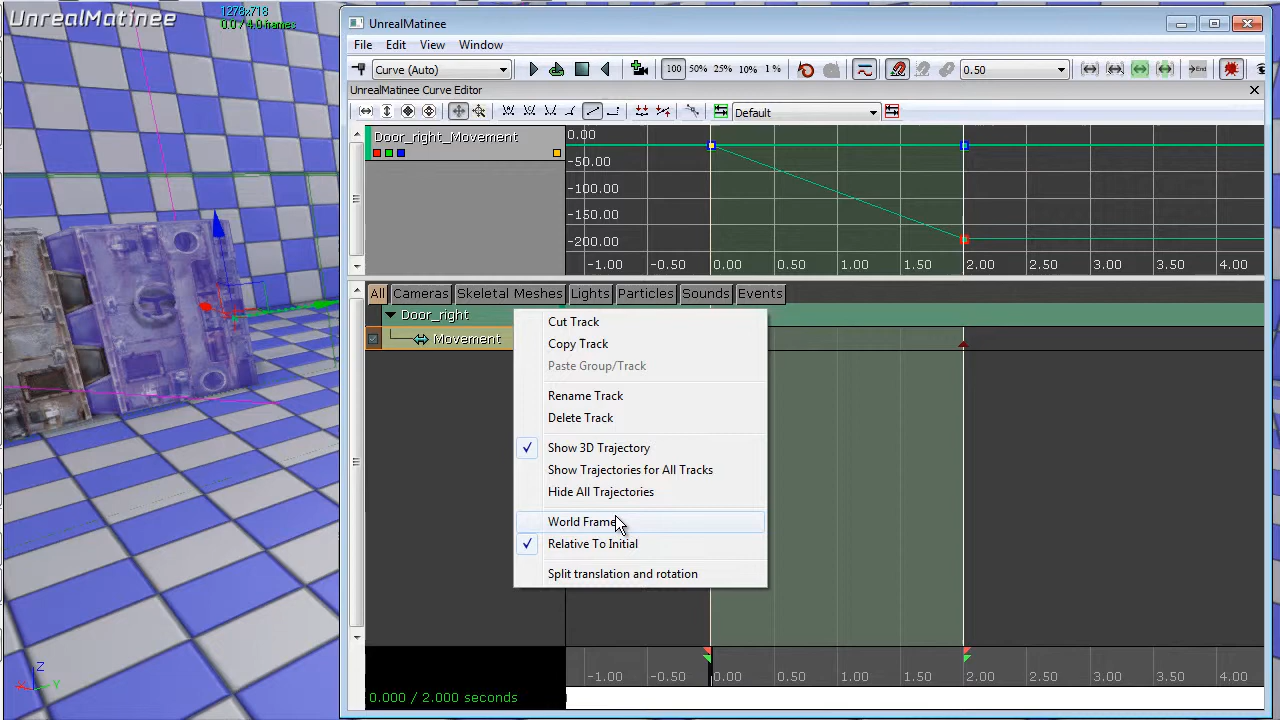 UnrealMatinee
1278x718
0.0 / 4.0 frames
UnrealMatinee
File Edit View Window
Curve (Auto) 100 50% 25% 10% 1 % 0.50
UnrealMatinee Curve Editor
Default
Door_right_Movement
0.00
-50.00
-100.00
-150.00
-200.00
-1.00 -0.50 0.00 0.50 1.00 1.50 2.00 2.50 3.00 3.50 4.00
All Cameras Skeletal Meshes Lights Particles Sounds Events
Door_right
Movement
Cut Track
Copy Track
Paste Group/Track
Rename Track
Delete Track
Show 3D Trajectory
Show Trajectories for All Tracks
Hide All Trajectories
World Frame
Relative To Initial
Split translation and rotation
Z
Y
-1.00 -0.50 0.00 0.50 1.00 1.50 2.00 2.50 3.00 3.50 4.00
0.000 / 2.000 seconds